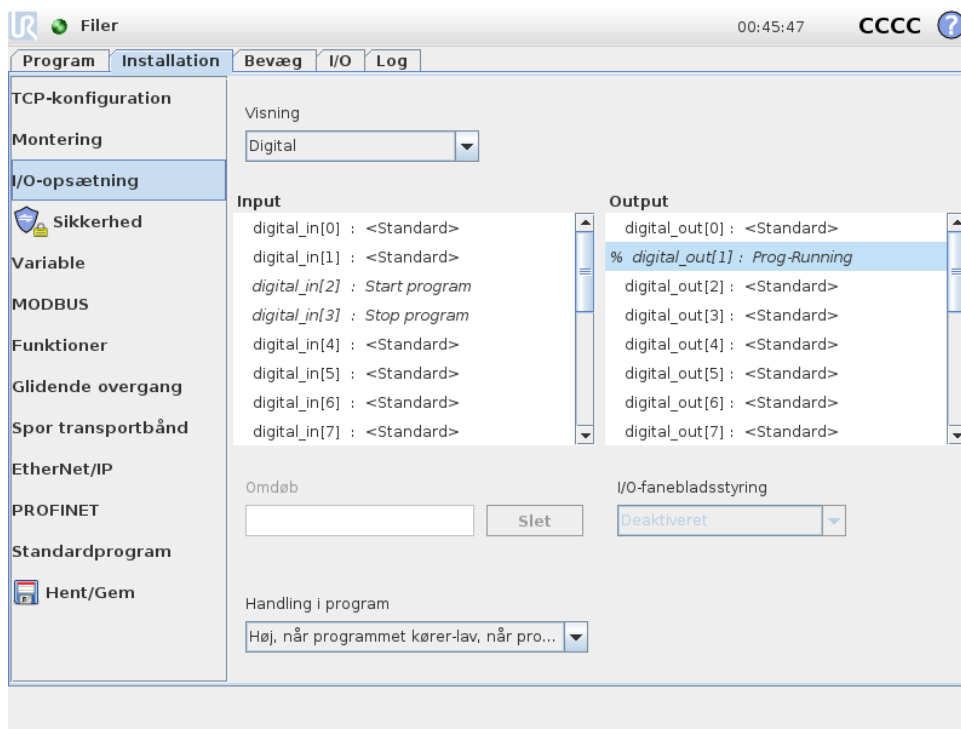 UR Filer 00:45:47 CCCC ?
Program Installation Bevæg I/O Log
TCP-konfiguration
Montering
I/O-opsætning
Sikkerhed
Variable
MODBUS
Funktioner
Glidende overgang
Spor transportbånd
EtherNet/IP
PROFINET
Standardprogram
Hent/Gem
Visning
Digital
Input
digital_in[0] : <Standard>
digital_in[1] : <Standard>
digital_in[2] : Start program
digital_in[3] : Stop program
digital_in[4] : <Standard>
digital_in[5] : <Standard>
digital_in[6] : <Standard>
digital_in[7] : <Standard>
Output
digital_out[0] : <Standard>
% digital_out[1] : Prog-Running
digital_out[2] : <Standard>
digital_out[3] : <Standard>
digital_out[4] : <Standard>
digital_out[5] : <Standard>
digital_out[6] : <Standard>
digital_out[7] : <Standard>
Omdøb
Slet
I/O-fanebladsstyring
Deaktiveret
Handling i program
Høj, når programmet kører-lav, når pro...